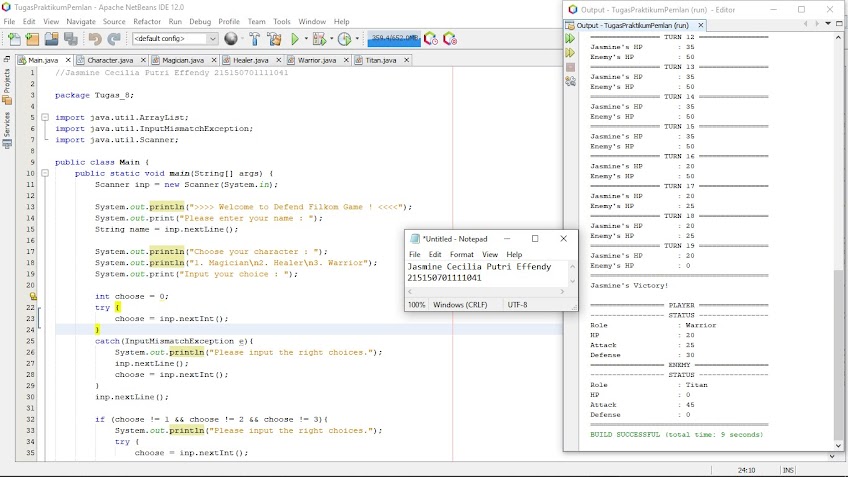 TugasPraktikumPemlan - Apache NetBeans IDE 12.0
File Edit View Navigate Source Refactor Run Debug Profile Team Tools Window Help
<default config>
359.4/652.0MB
Main.java Character.java Magician.java Healer.java Warrior.java Titan.java
Projects
Services
1 //Jasmine Cecilia Putri Effendy 215150701111041
2
3 package Tugas_8;
4
5 import java.util.ArrayList;
6 import java.util.InputMismatchException;
7 import java.util.Scanner;
8
9 public class Main {
10 public static void main(String[] args) {
11 Scanner inp = new Scanner(System.in);
12
13 System.out.println(">>>> Welcome to Defend Filkom Game ! <<<<");
14 System.out.print("Please enter your name : ");
15 String name = inp.nextLine();
16
17 System.out.println("Choose your character : ");
18 System.out.println("1. Magician\n2. Healer\n3. Warrior");
19 System.out.print("Input your choice : ");
20
int choose = 0;
22 try {
23 choose = inp.nextInt();
24 }
25 catch(InputMismatchException e){
26 System.out.println("Please input the right choices.");
27 inp.nextLine();
28 choose = inp.nextInt();
29 }
30 inp.nextLine();
31
32 if (choose != 1 && choose != 2 && choose != 3){
33 System.out.println("Please input the right choices.");
34 try {
35 choose = inp.nextInt();
24:10 INS
*Untitled - Notepad
File Edit Format View Help
Jasmine Cecilia Putri Effendy
215150701111041
100% Windows (CRLF) UTF-8
Output - TugasPraktikumPemlan (run) - Editor
Output - TugasPraktikumPemlan (run)
================ TURN 12 ================
Jasmine's HP : 35
Enemy's HP : 50
================ TURN 13 ================
Jasmine's HP : 35
Enemy's HP : 50
================ TURN 14 ================
Jasmine's HP : 35
Enemy's HP : 50
================ TURN 15 ================
Jasmine's HP : 35
Enemy's HP : 50
================ TURN 16 ================
Jasmine's HP : 20
Enemy's HP : 50
================ TURN 17 ================
Jasmine's HP : 20
Enemy's HP : 25
================ TURN 18 ================
Jasmine's HP : 20
Enemy's HP : 25
================ TURN 19 ================
Jasmine's HP : 20
Enemy's HP : 0
=========================================
Jasmine's Victory!
================= PLAYER ================
----------------- STATUS ----------------
Role : Warrior
HP : 20
Attack : 25
Defense : 30
================= ENEMY =================
----------------- STATUS ----------------
Role : Titan
HP : 0
Attack : 45
Defense : 0
=========================================
BUILD SUCCESSFUL (total time: 9 seconds)